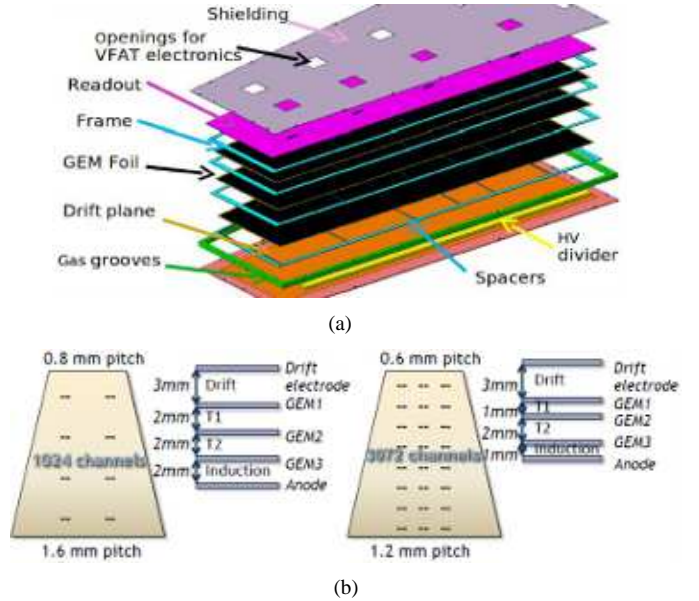 Shielding
Openings for
VFAT electronics
Readout
Frame
GEM Foil
Drift plane
Gas grooves
HV
divider
Spacers
(a)
0.8 mm pitch
1024 channels
1.6 mm pitch
3mm Drift
2mm T1
2mm T2
2mm Induction
Drift
electrode
GEM1
GEM2
GEM3
Anode
0.6 mm pitch
3072 channels
1.2 mm pitch
3mm Drift
1mm T1
2mm T2
1mm Induction
Drift
electrode
GEM1
GEM2
GEM3
Anode
(b)